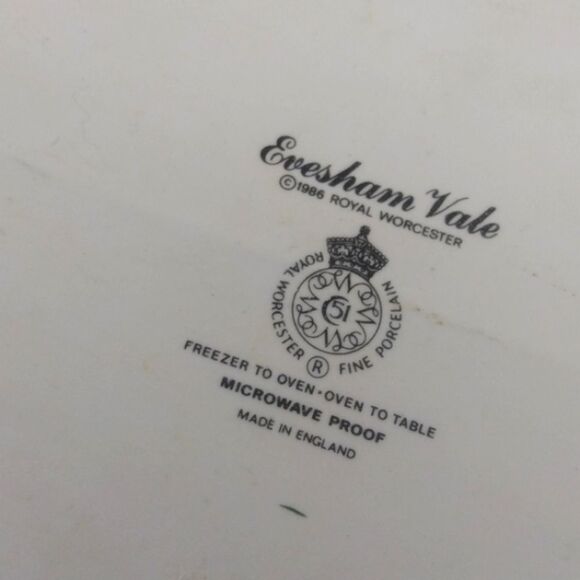 Evesham Vale
©1986 ROYAL WORCESTER
ROYAL WORCESTER ® FINE PORCELAIN
51
FREEZER TO OVEN · OVEN TO TABLE
MICROWAVE PROOF
MADE IN ENGLAND